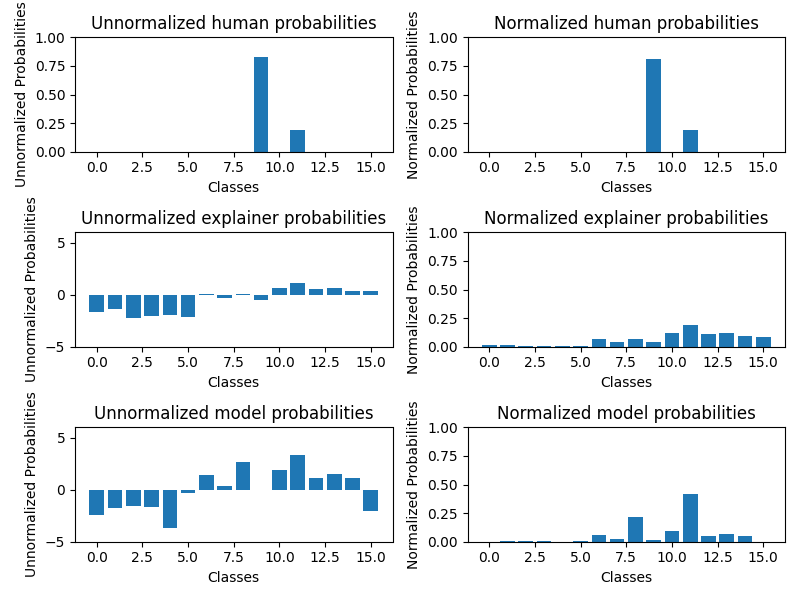 Unnormalized human probabilities
Unnormalized Probabilities
1.00
0.75
0.50
0.25
0.00
0.0 2.5 5.0 7.5 10.0 12.5 15.0
Classes
Normalized human probabilities
Normalized Probabilities
1.00
0.75
0.50
0.25
0.00
0.0 2.5 5.0 7.5 10.0 12.5 15.0
Classes
Unnormalized explainer probabilities
Unnormalized Probabilities
5
0
−5
0.0 2.5 5.0 7.5 10.0 12.5 15.0
Classes
Normalized explainer probabilities
Normalized Probabilities
1.00
0.75
0.50
0.25
0.00
0.0 2.5 5.0 7.5 10.0 12.5 15.0
Classes
Unnormalized model probabilities
Unnormalized Probabilities
5
0
−5
0.0 2.5 5.0 7.5 10.0 12.5 15.0
Classes
Normalized model probabilities
Normalized Probabilities
1.00
0.75
0.50
0.25
0.00
0.0 2.5 5.0 7.5 10.0 12.5 15.0
Classes